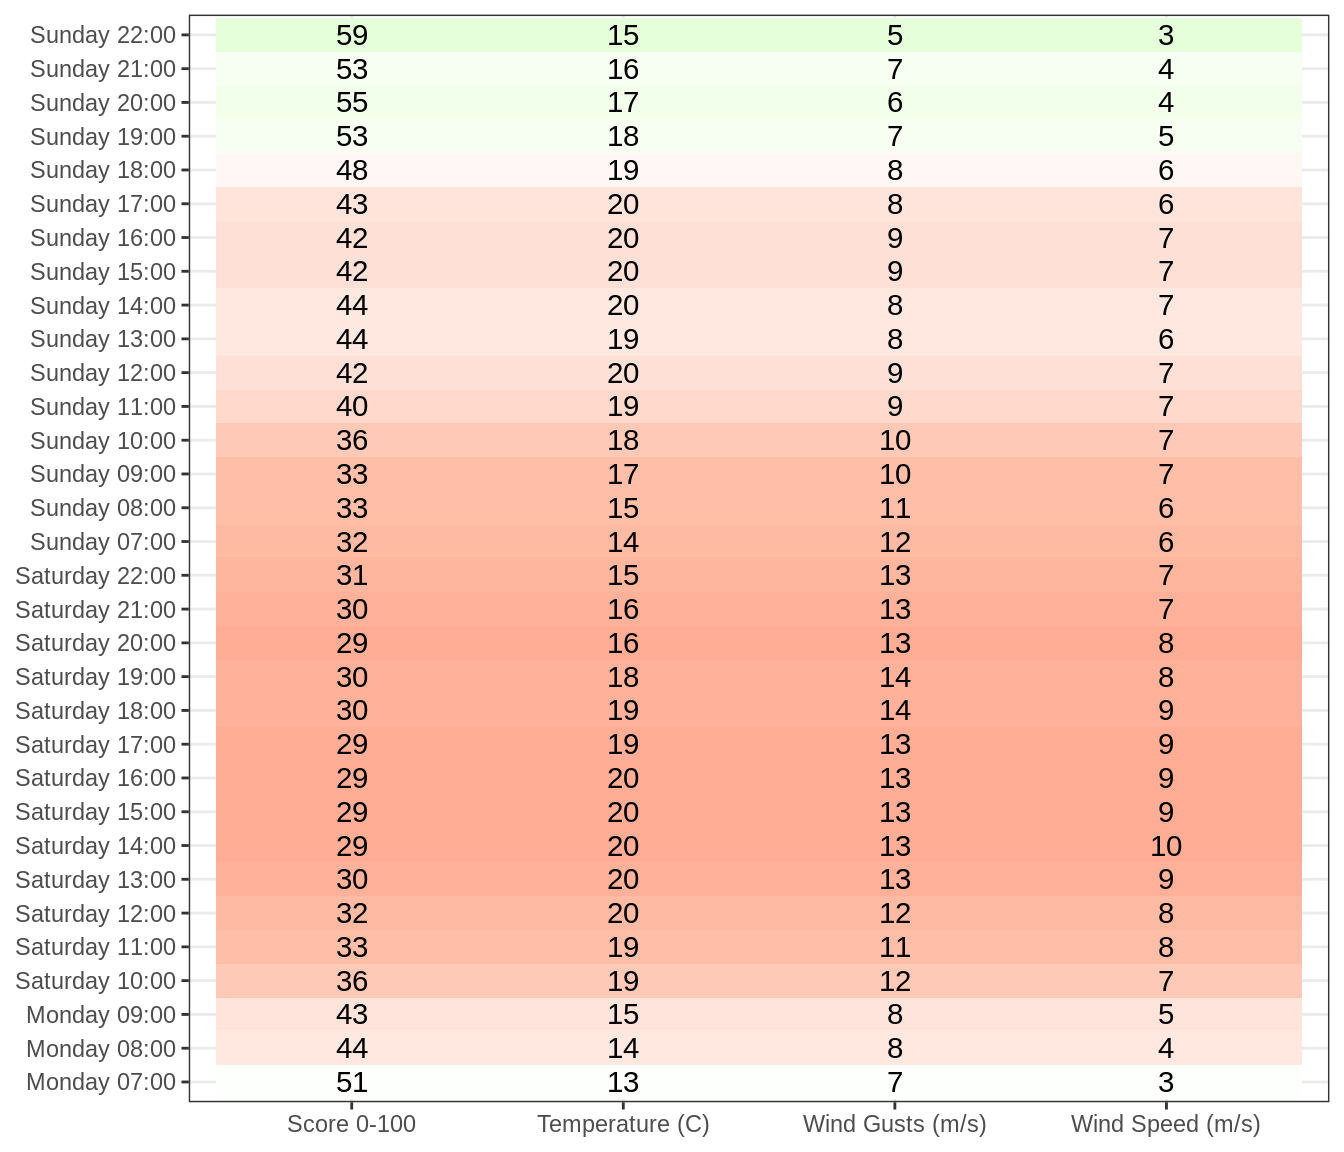 Sunday 22:00 59 15 5 3
Sunday 21:00 53 16 7 4
Sunday 20:00 55 17 6 4
Sunday 19:00 53 18 7 5
Sunday 18:00 48 19 8 6
Sunday 17:00 43 20 8 6
Sunday 16:00 42 20 9 7
Sunday 15:00 42 20 9 7
Sunday 14:00 44 20 8 7
Sunday 13:00 44 19 8 6
Sunday 12:00 42 20 9 7
Sunday 11:00 40 19 9 7
Sunday 10:00 36 18 10 7
Sunday 09:00 33 17 10 7
Sunday 08:00 33 15 11 6
Sunday 07:00 32 14 12 6
Saturday 22:00 31 15 13 7
Saturday 21:00 30 16 13 7
Saturday 20:00 29 16 13 8
Saturday 19:00 30 18 14 8
Saturday 18:00 30 19 14 9
Saturday 17:00 29 19 13 9
Saturday 16:00 29 20 13 9
Saturday 15:00 29 20 13 9
Saturday 14:00 29 20 13 10
Saturday 13:00 30 20 13 9
Saturday 12:00 32 20 12 8
Saturday 11:00 33 19 11 8
Saturday 10:00 36 19 12 7
Monday 09:00 43 15 8 5
Monday 08:00 44 14 8 4
Monday 07:00 51 13 7 3
Score 0-100 Temperature (C) Wind Gusts (m/s) Wind Speed (m/s)